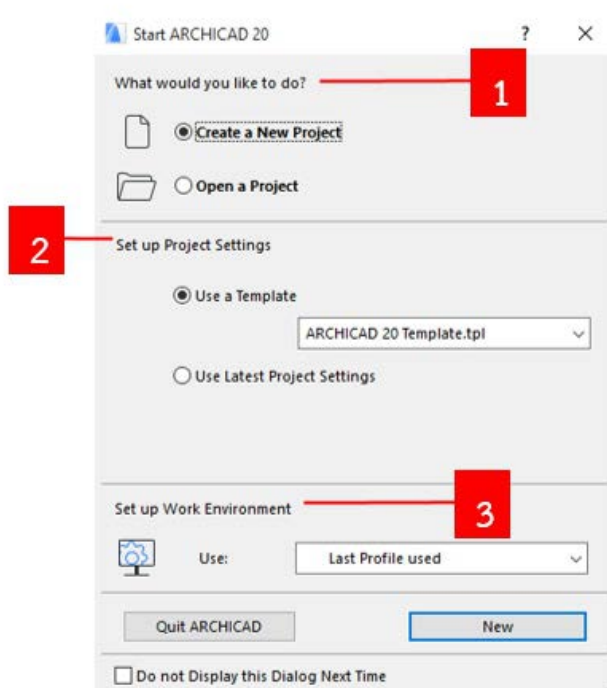 Start ARCHICAD 20 ?
What would you like to do?
1
Create a New Project
Open a Project
2
Set up Project Settings
Use a Template
ARCHICAD 20 Template.tpl
Use Latest Project Settings
Set up Work Environment
3
Use: Last Profile used
Quit ARCHICAD New
Do not Display this Dialog Next Time